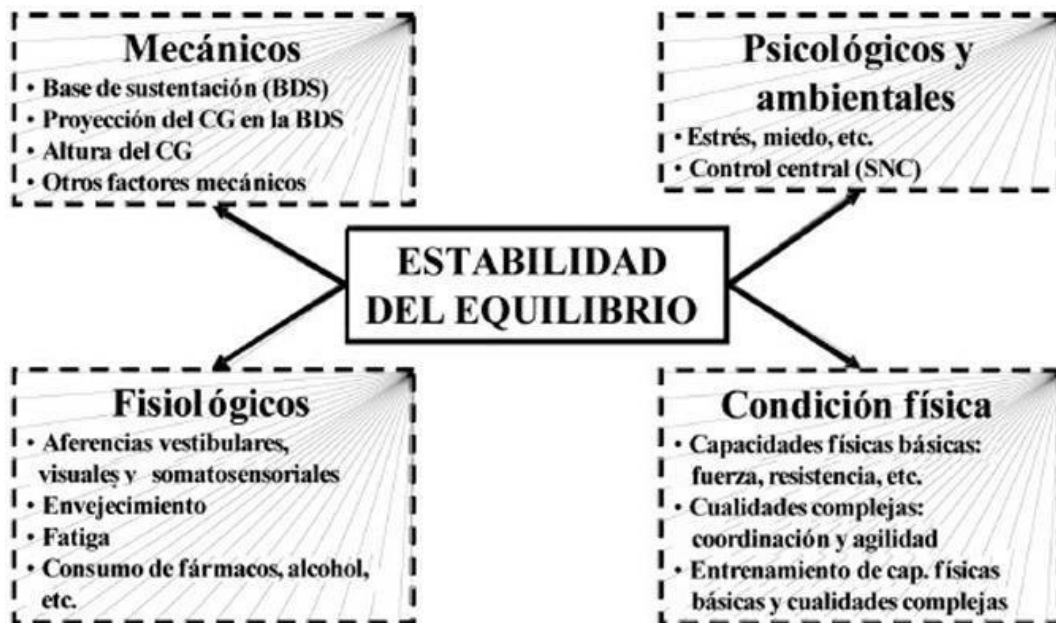 Mecánicos
• Base de sustentación (BDS)
• Proyección del CG en la BDS
• Altura del CG
• Otros factores mecánicos
Psicológicos y
ambientales
• Estrés, miedo, etc.
• Control central (SNC)
ESTABILIDAD
DEL EQUILIBRIO
Fisiológicos
• Aferencias vestibulares,
visuales y somatosensoriales
• Envejecimiento
• Fatiga
• Consumo de fármacos, alcohol,
etc.
Condición física
• Capacidades físicas básicas:
fuerza, resistencia, etc.
• Cualidades complejas:
coordinación y agilidad
• Entrenamiento de cap. físicas
básicas y cualidades complejas